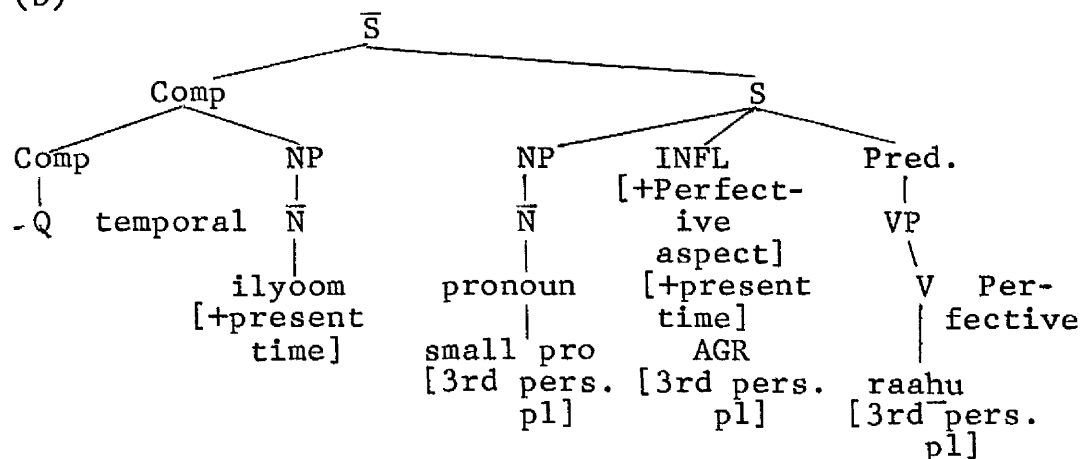 S̅
Comp S
Comp NP NP INFL Pred.
[+Perfect-
- Q temporal N̅ N̅ ive VP
aspect]
ilyoom pronoun [+present V Per-
[+present time] fective
time] small pro AGR raahu
[3rd pers. [3rd pers. [3rd pers.
pl] pl] pl]